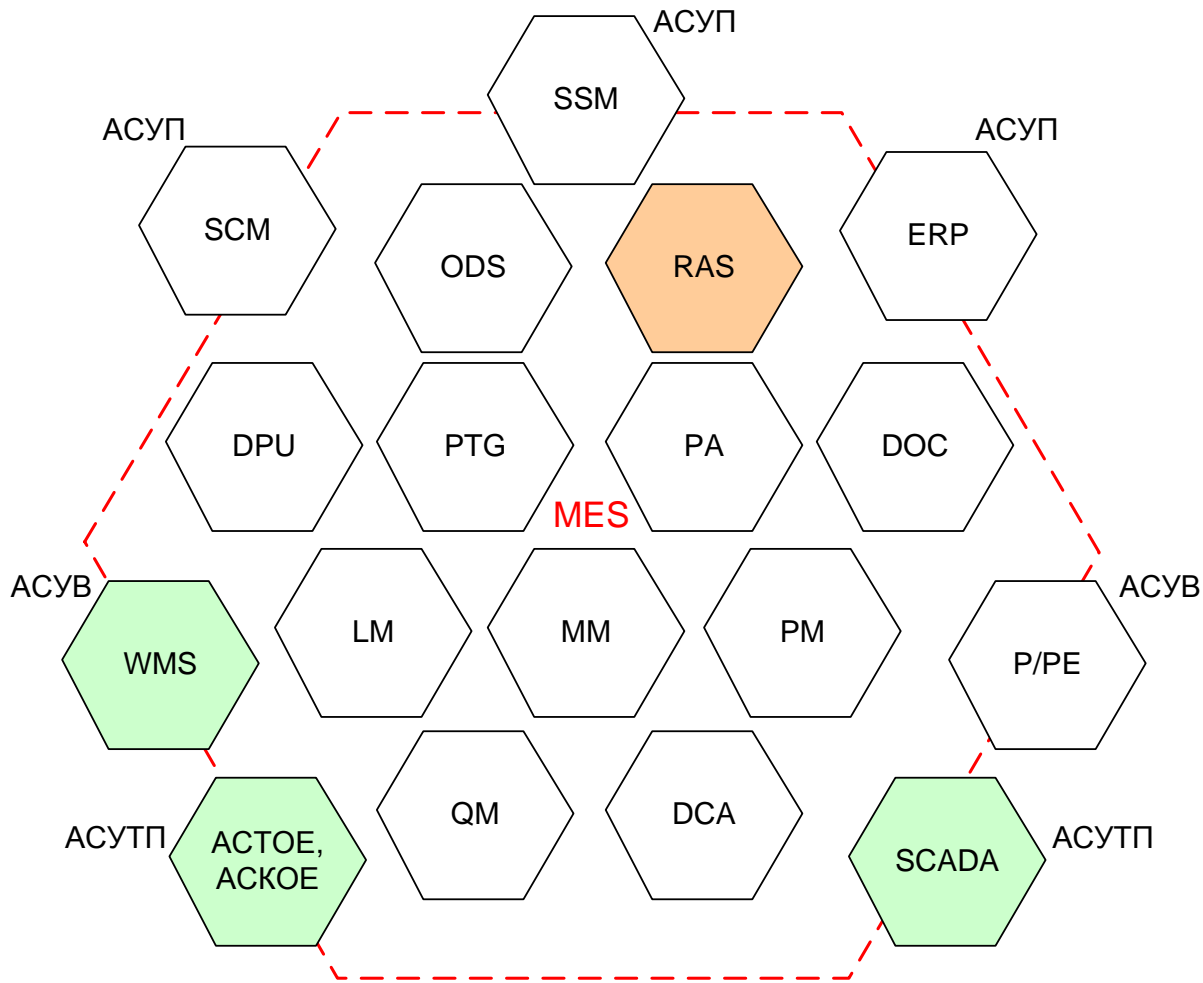 АСУП
SSM
АСУП
АСУП
SCM
ERP
ODS
RAS
DPU
PTG
PA
DOC
MES
АСУВ
АСУВ
LM
MM
PM
WMS
P/PE
QM
DCA
АСУТП
АСТОЕ,
АСКОЕ
SCADA
АСУТП